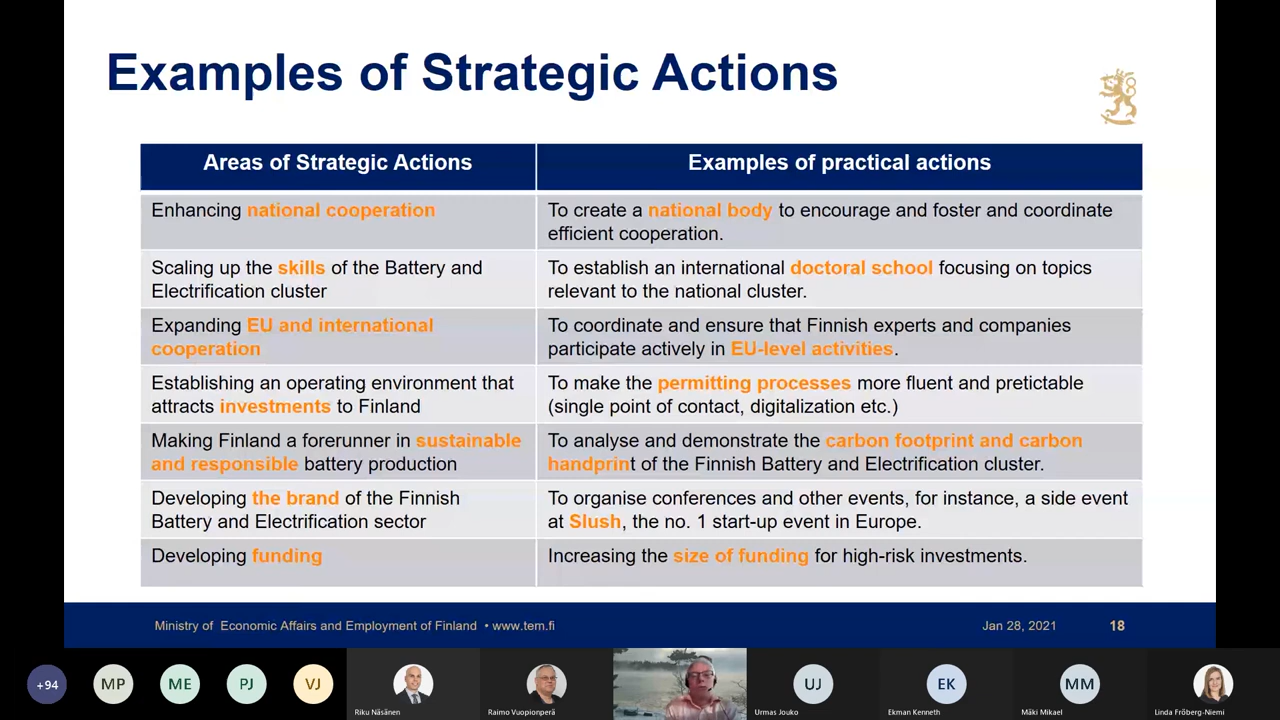 Examples of Strategic Actions
Areas of Strategic Actions
Examples of practical actions
Enhancing national cooperation
To create a national body to encourage and foster and coordinate
efficient cooperation.
Scaling up the skills of the Battery and
Electrification cluster
To establish an international doctoral school focusing on topics
relevant to the national cluster.
Expanding EU and international
cooperation
To coordinate and ensure that Finnish experts and companies
participate actively in EU-level activities.
Establishing an operating environment that
attracts investments to Finland
To make the permitting processes more fluent and pretictable
(single point of contact, digitalization etc.)
Making Finland a forerunner in sustainable
and responsible battery production
To analyse and demonstrate the carbon footprint and carbon
handprint of the Finnish Battery and Electrification cluster.
Developing the brand of the Finnish
Battery and Electrification sector
To organise conferences and other events, for instance, a side event
at Slush, the no. 1 start-up event in Europe.
Developing funding
Increasing the size of funding for high-risk investments.
Ministry of Economic Affairs and Employment of Finland • www.tem.fi
Jan 28, 2021
18
+94
MP
ME
PJ
VJ
Riku Näsänen
Raimo Vuopionperä
UJ
Urmas Jouko
EK
Ekman Kenneth
MM
Mäki Mikael
Linda Fröberg-Niemi